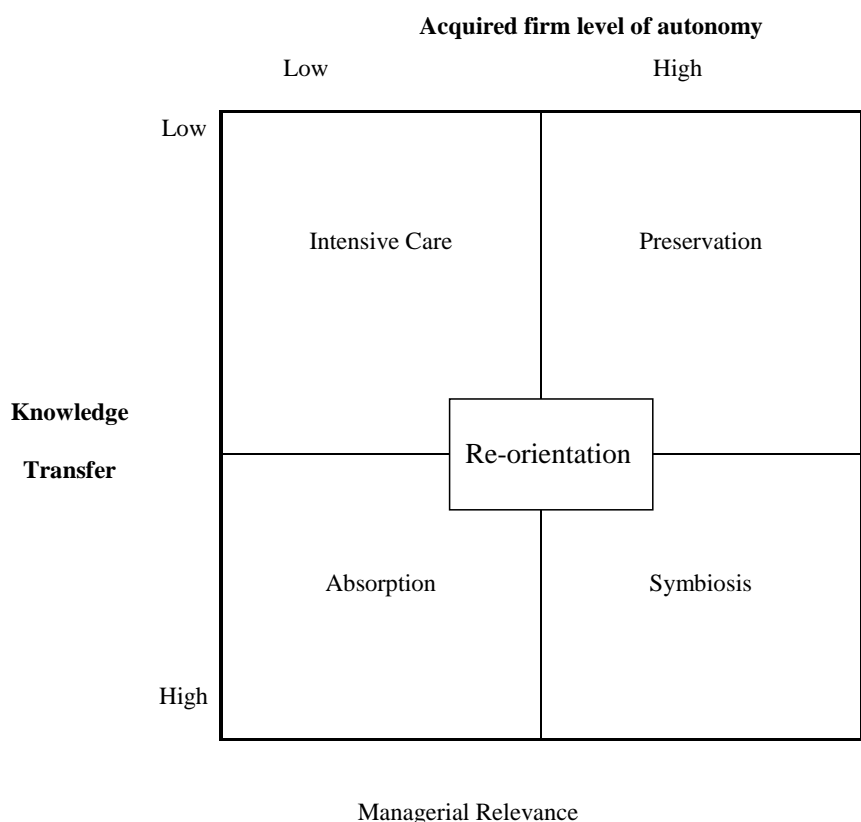 Acquired firm level of autonomy
Low High
Low
Intensive Care Preservation
Knowledge
Re-orientation
Transfer
Absorption Symbiosis
High
Managerial Relevance